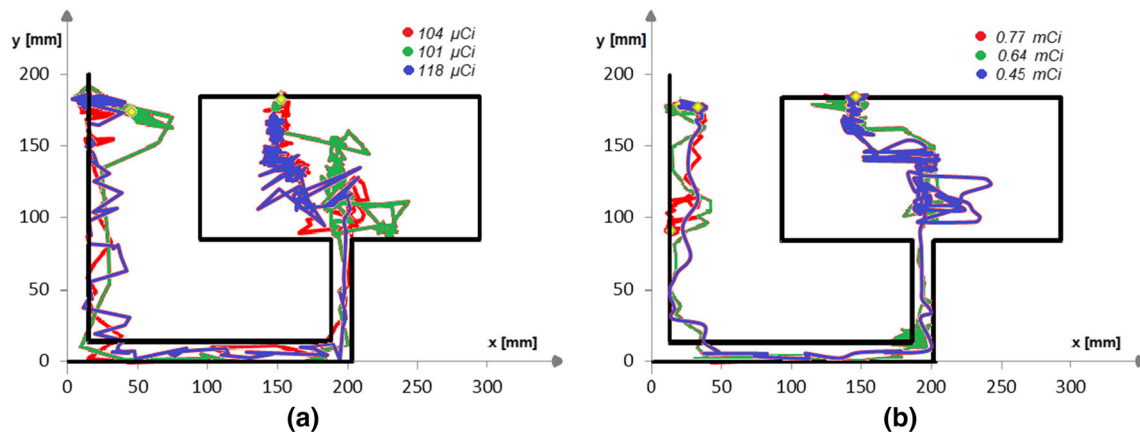 y [mm]
104 μCi
101 μCi
118 μCi
200
150
100
50
0
x [mm]
0 50 100 150 200 250 300
(a)
y [mm]
0.77 mCi
0.64 mCi
0.45 mCi
200
150
100
50
0
x [mm]
0 50 100 150 200 250 300
(b)